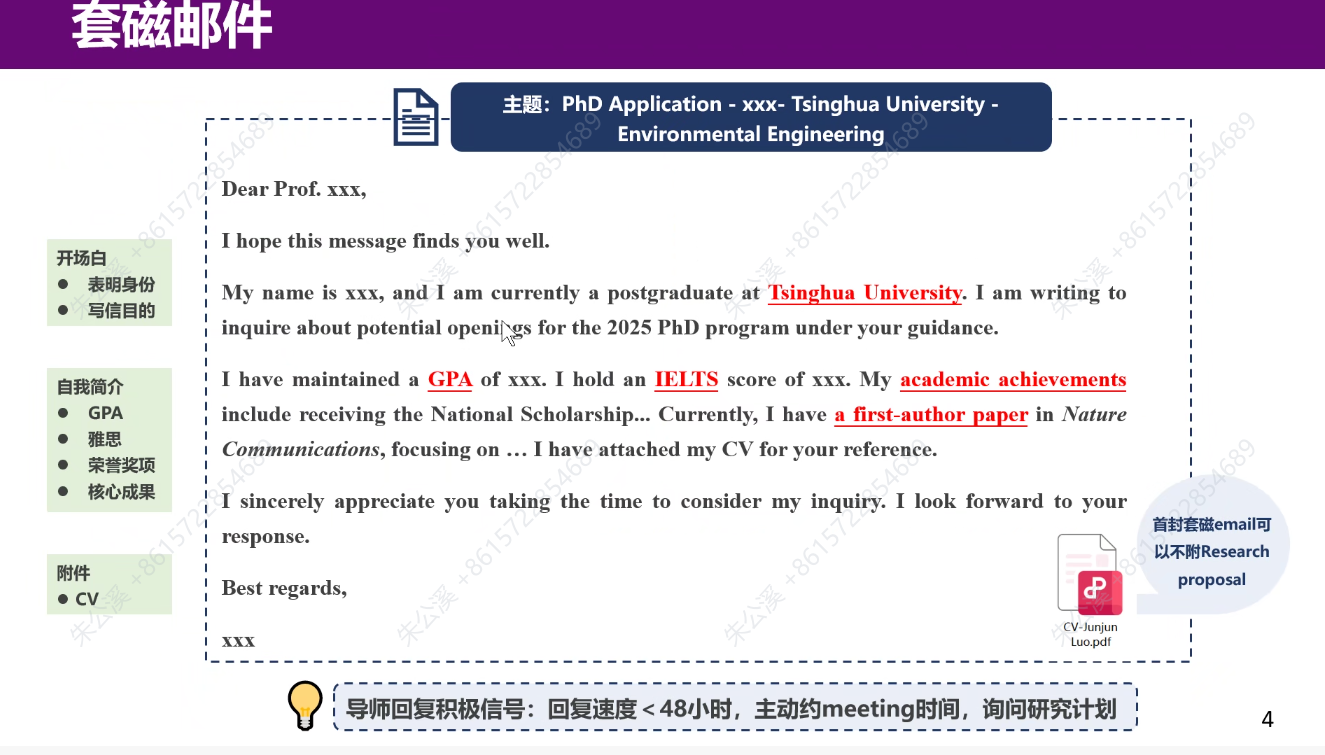 套磁邮件
主题：PhD Application - xxx- Tsinghua University -
Environmental Engineering
Dear Prof. xxx,
I hope this message finds you well.
开场白
● 表明身份
● 写信目的
My name is xxx, and I am currently a postgraduate at Tsinghua University. I am writing to
inquire about potential openings for the 2025 PhD program under your guidance.
自我简介
● GPA
● 雅思
● 荣誉奖项
● 核心成果
I have maintained a GPA of xxx. I hold an IELTS score of xxx. My academic achievements
include receiving the National Scholarship... Currently, I have a first-author paper in Nature
Communications, focusing on … I have attached my CV for your reference.
I sincerely appreciate you taking the time to consider my inquiry. I look forward to your
response.
附件
● CV
Best regards,
xxx
CV-Junjun
Luo.pdf
首封套磁email可
以不附Research
proposal
导师回复积极信号：回复速度＜48小时，主动约meeting时间，询问研究计划
4
朱公溪 +8615722854689